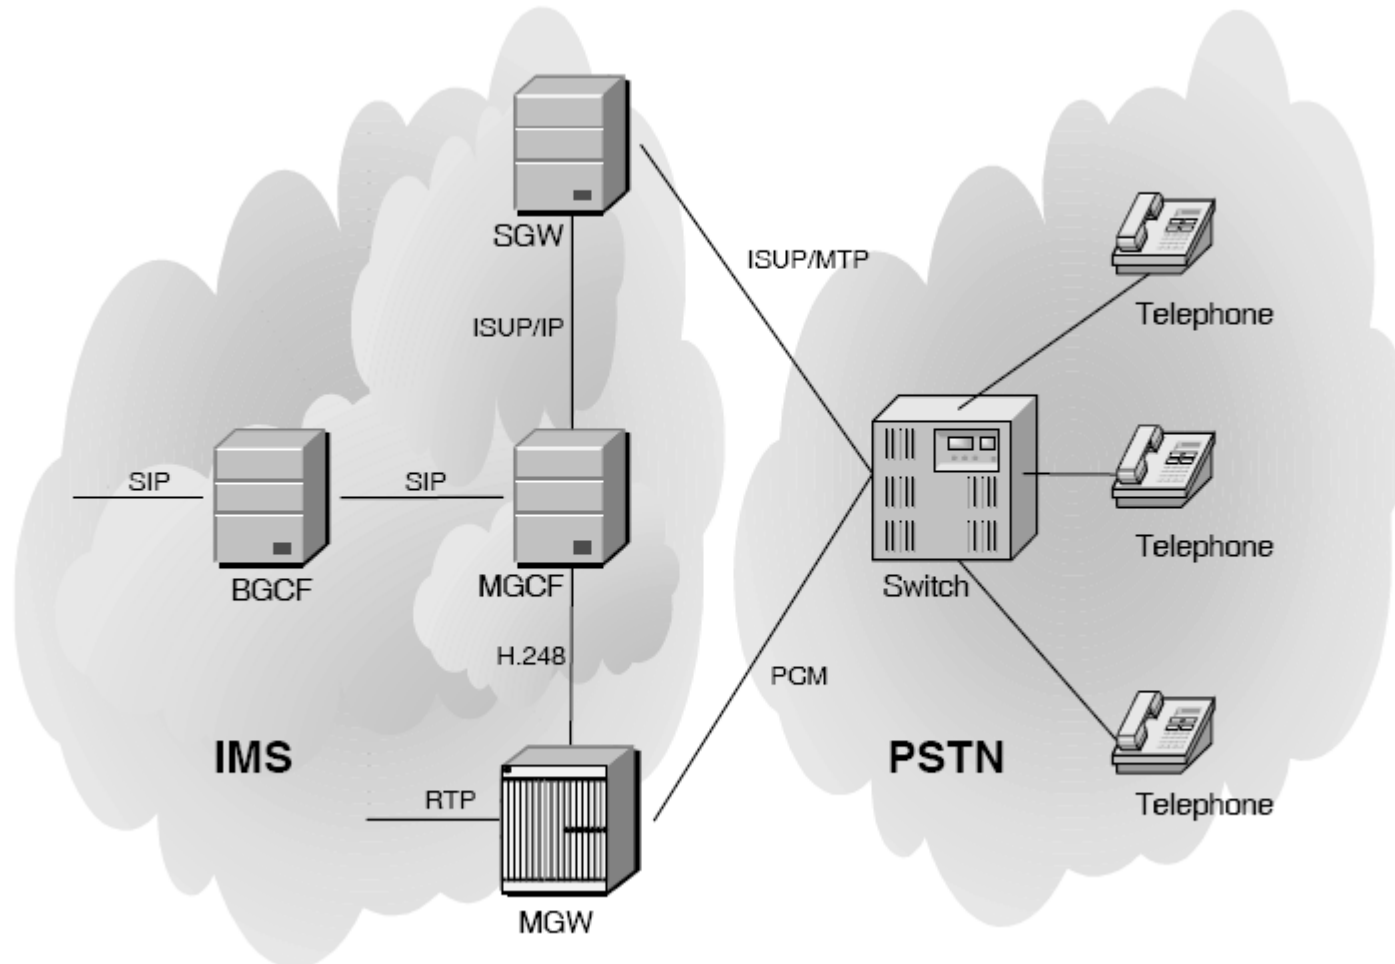 SGW
ISUP/MTP
Telephone
ISUP/IP
SIP
SIP
BGCF
MGCF
Switch
Telephone
H.248
PCM
IMS
PSTN
RTP
Telephone
MGW